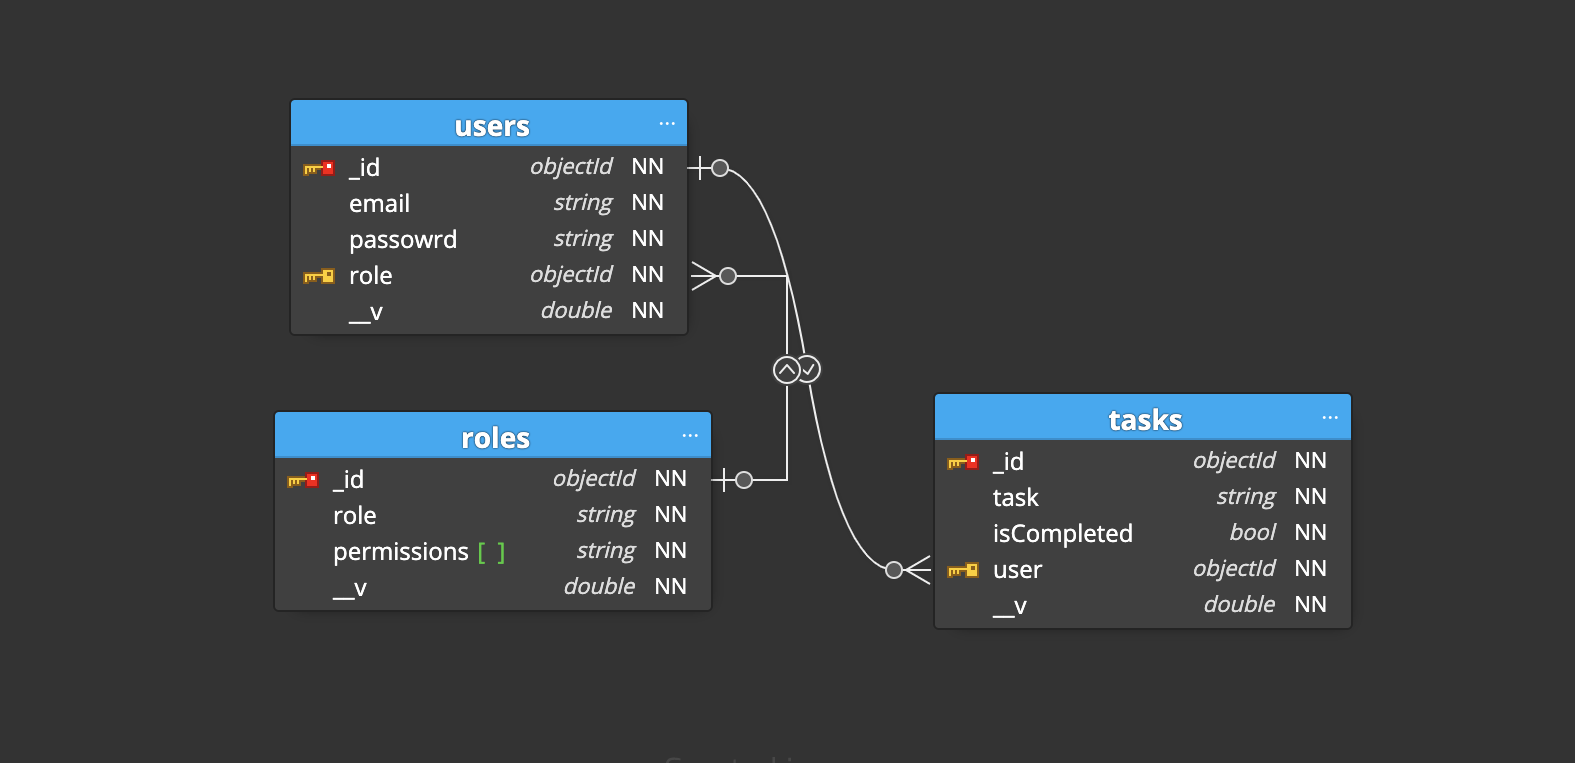 users ...
_id objectId NN
email string NN
passowrd string NN
role objectId NN
__v double NN
roles ...
_id objectId NN
role string NN
permissions [ ] string NN
__v double NN
tasks ...
_id objectId NN
task string NN
isCompleted bool NN
user objectId NN
__v double NN